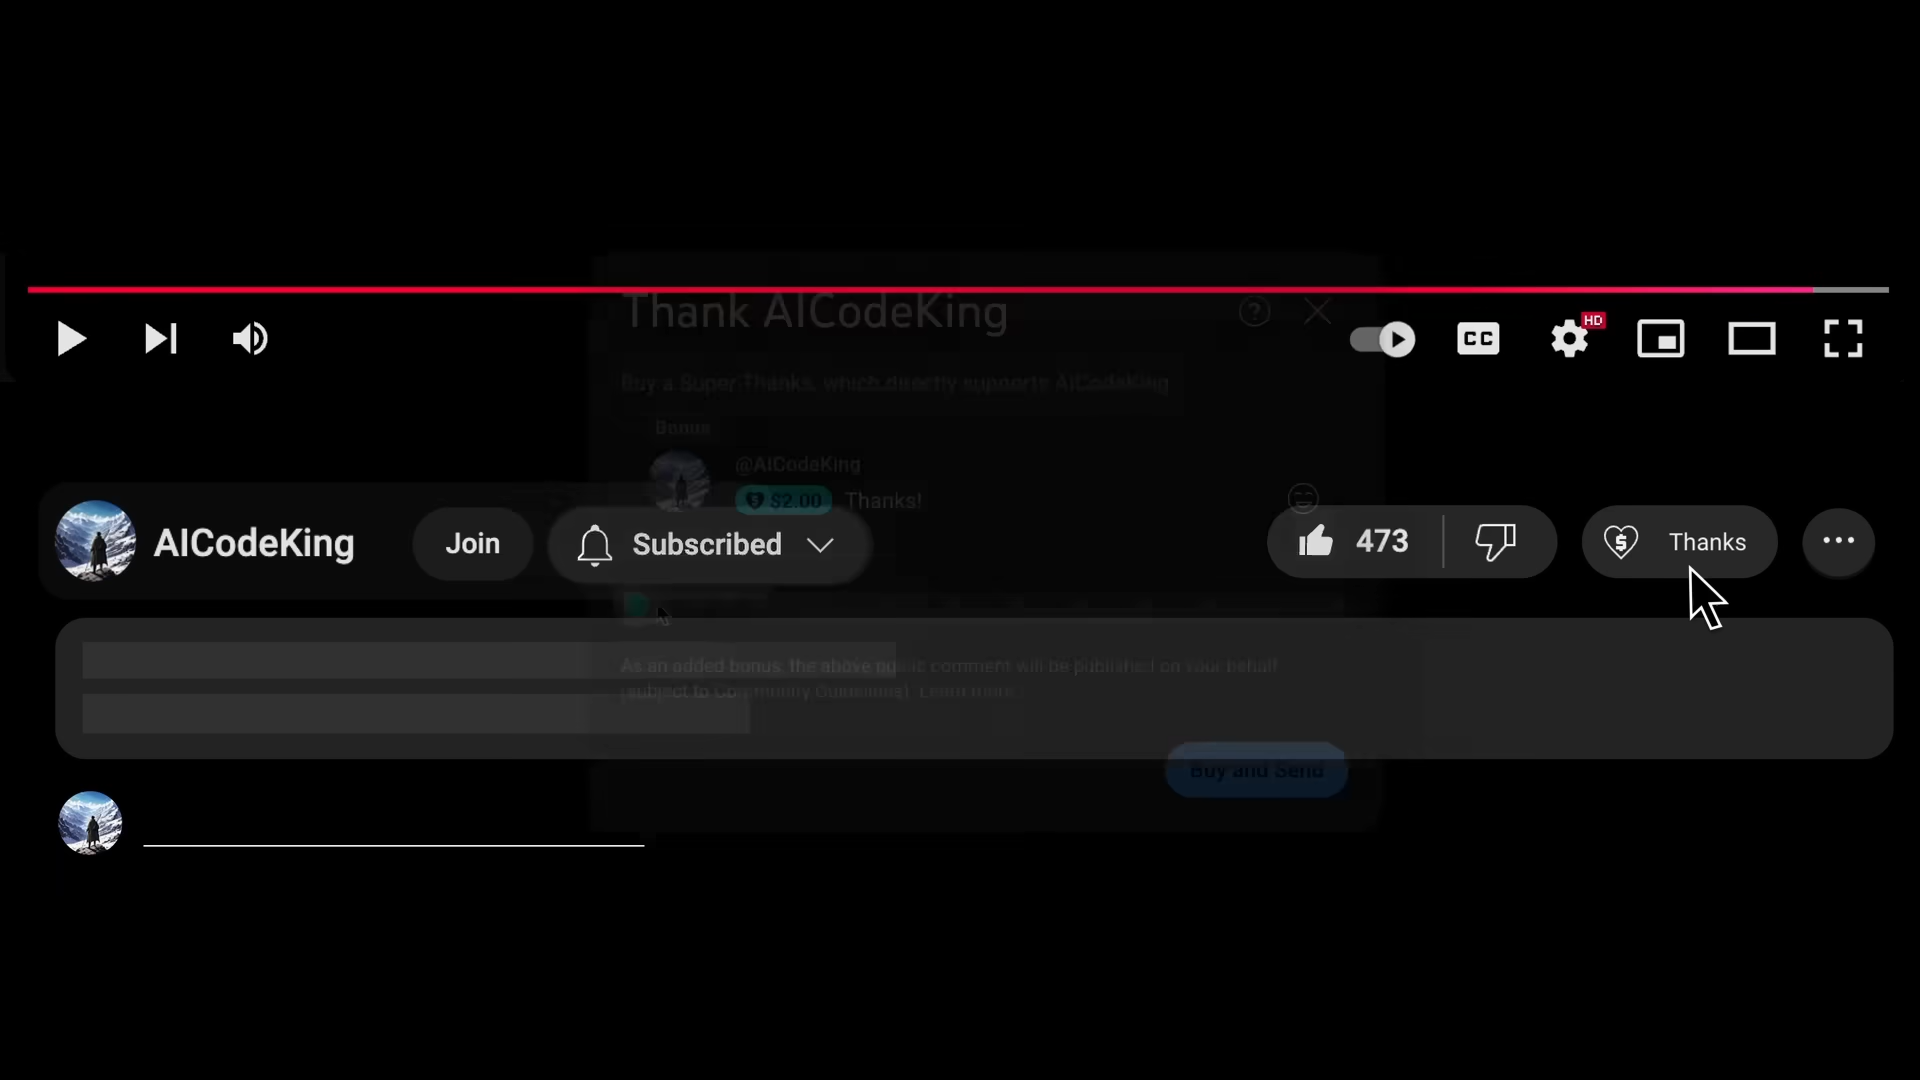 Thank AICodeKing
HD
CC
Buy a Super Thanks, which directly supports AICodeKing
Bonus
@AICodeKing
$2.00 Thanks!
AICodeKing
Join
Subscribed
473
Thanks
As an added bonus, the above public comment will be published on your behalf
(subject to Community Guidelines). Learn more
Buy and Send